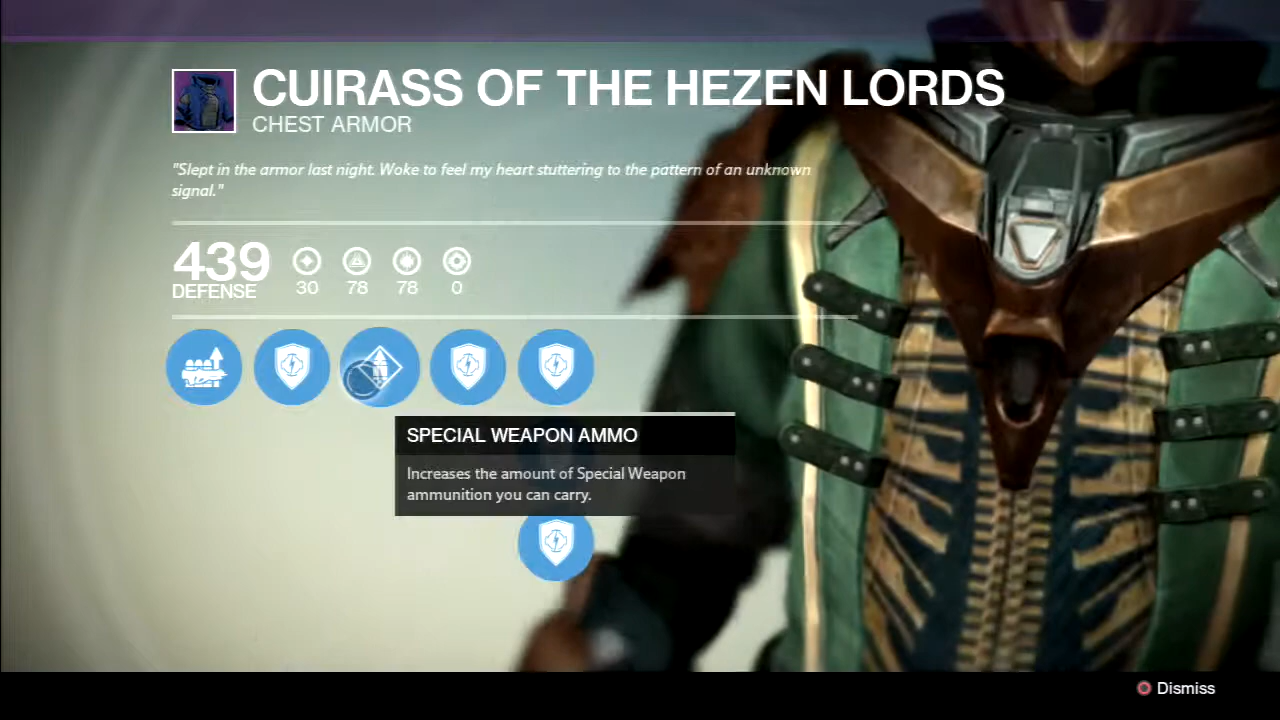 CUIRASS OF THE HEZEN LORDS
CHEST ARMOR
"Slept in the armor last night. Woke to feel my heart stuttering to the pattern of an unknown
signal."
439
DEFENSE
30 78 78 0
SPECIAL WEAPON AMMO
Increases the amount of Special Weapon
ammunition you can carry.
Dismiss